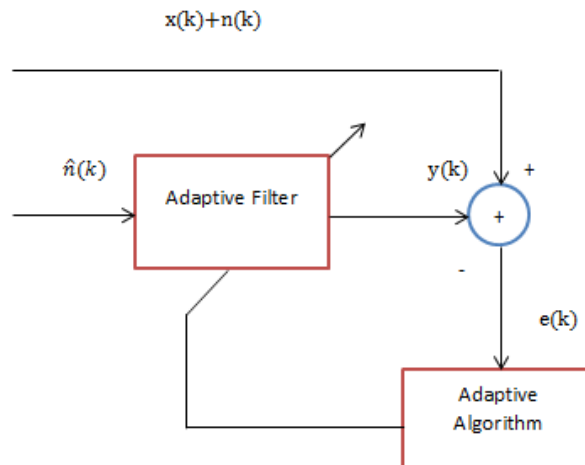 x(k)+n(k)
n̂(k)
Adaptive Filter
y(k)
+
+
-
e(k)
Adaptive
Algorithm